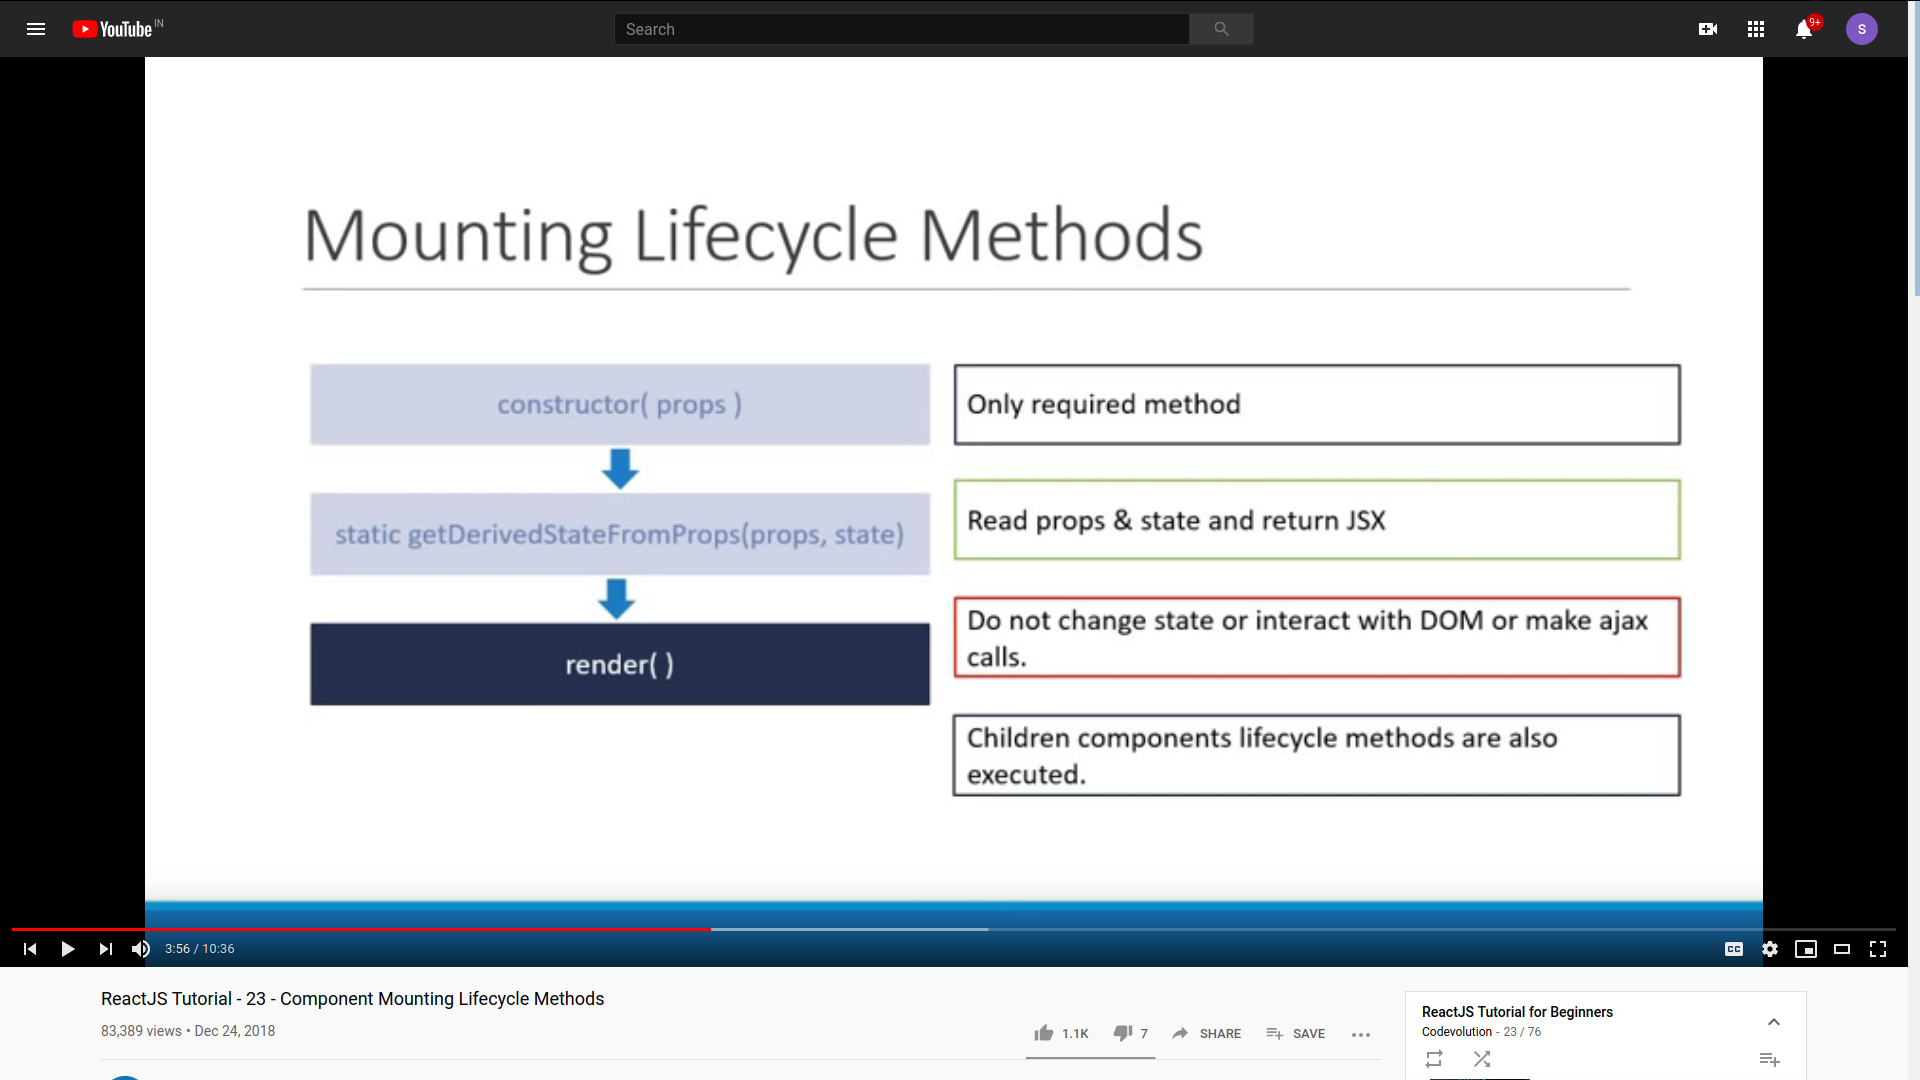 YouTube IN
Search
9+
S
Mounting Lifecycle Methods
constructor( props )
Only required method
static getDerivedStateFromProps(props, state)
Read props & state and return JSX
render( )
Do not change state or interact with DOM or make ajax
calls.
Children components lifecycle methods are also
executed.
3:56 / 10:36
CC
ReactJS Tutorial - 23 - Component Mounting Lifecycle Methods
83,389 views • Dec 24, 2018
1.1K
7
SHARE
SAVE
ReactJS Tutorial for Beginners
Codevolution - 23 / 76